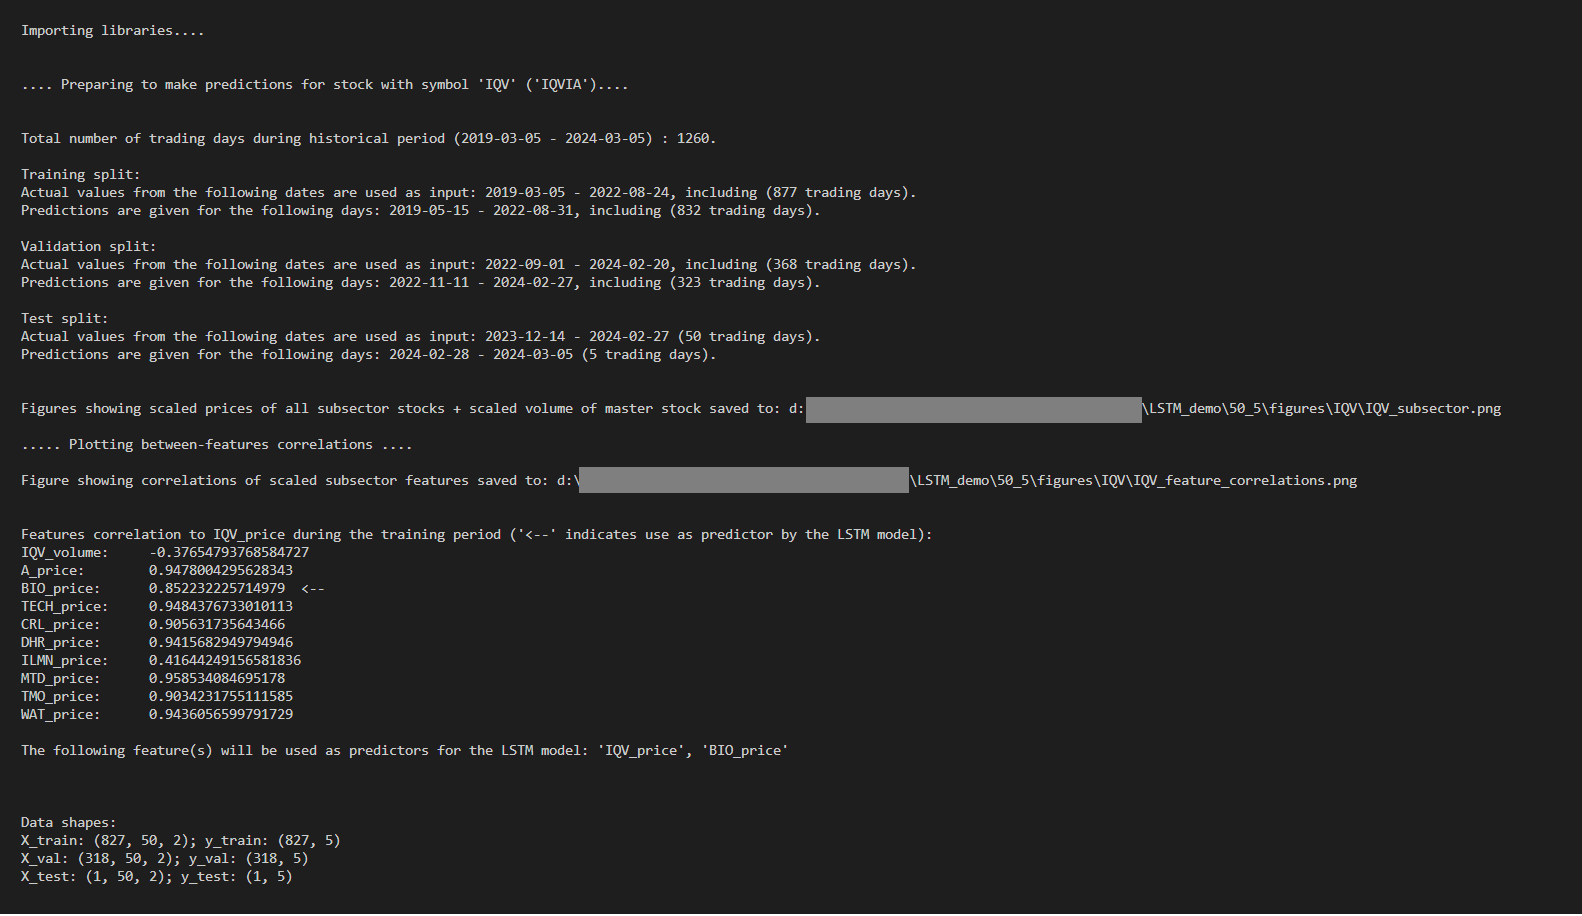 Importing libraries....
.... Preparing to make predictions for stock with symbol 'IQV' ('IQVIA')....
Total number of trading days during historical period (2019-03-05 - 2024-03-05) : 1260.
Training split:
Actual values from the following dates are used as input: 2019-03-05 - 2022-08-24, including (877 trading days).
Predictions are given for the following days: 2019-05-15 - 2022-08-31, including (832 trading days).
Validation split:
Actual values from the following dates are used as input: 2022-09-01 - 2024-02-20, including (368 trading days).
Predictions are given for the following days: 2022-11-11 - 2024-02-27, including (323 trading days).
Test split:
Actual values from the following dates are used as input: 2023-12-14 - 2024-02-27 (50 trading days).
Predictions are given for the following days: 2024-02-28 - 2024-03-05 (5 trading days).
Figures showing scaled prices of all subsector stocks + scaled volume of master stock saved to: d:\LSTM_demo\50_5\figures\IQV\IQV_subsector.png
..... Plotting between-features correlations ....
Figure showing correlations of scaled subsector features saved to: d:\\LSTM_demo\50_5\figures\IQV\IQV_feature_correlations.png
Features correlation to IQV_price during the training period ('<--' indicates use as predictor by the LSTM model):
IQV_volume: -0.37654793768584727
A_price: 0.9478004295628343
BIO_price: 0.852232225714979 <--
TECH_price: 0.9484376733010113
CRL_price: 0.905631735643466
DHR_price: 0.9415682949794946
ILMN_price: 0.41644249156581836
MTD_price: 0.958534084695178
TMO_price: 0.9034231755111585
WAT_price: 0.9436056599791729
The following feature(s) will be used as predictors for the LSTM model: 'IQV_price', 'BIO_price'
Data shapes:
X_train: (827, 50, 2); y_train: (827, 5)
X_val: (318, 50, 2); y_val: (318, 5)
X_test: (1, 50, 2); y_test: (1, 5)